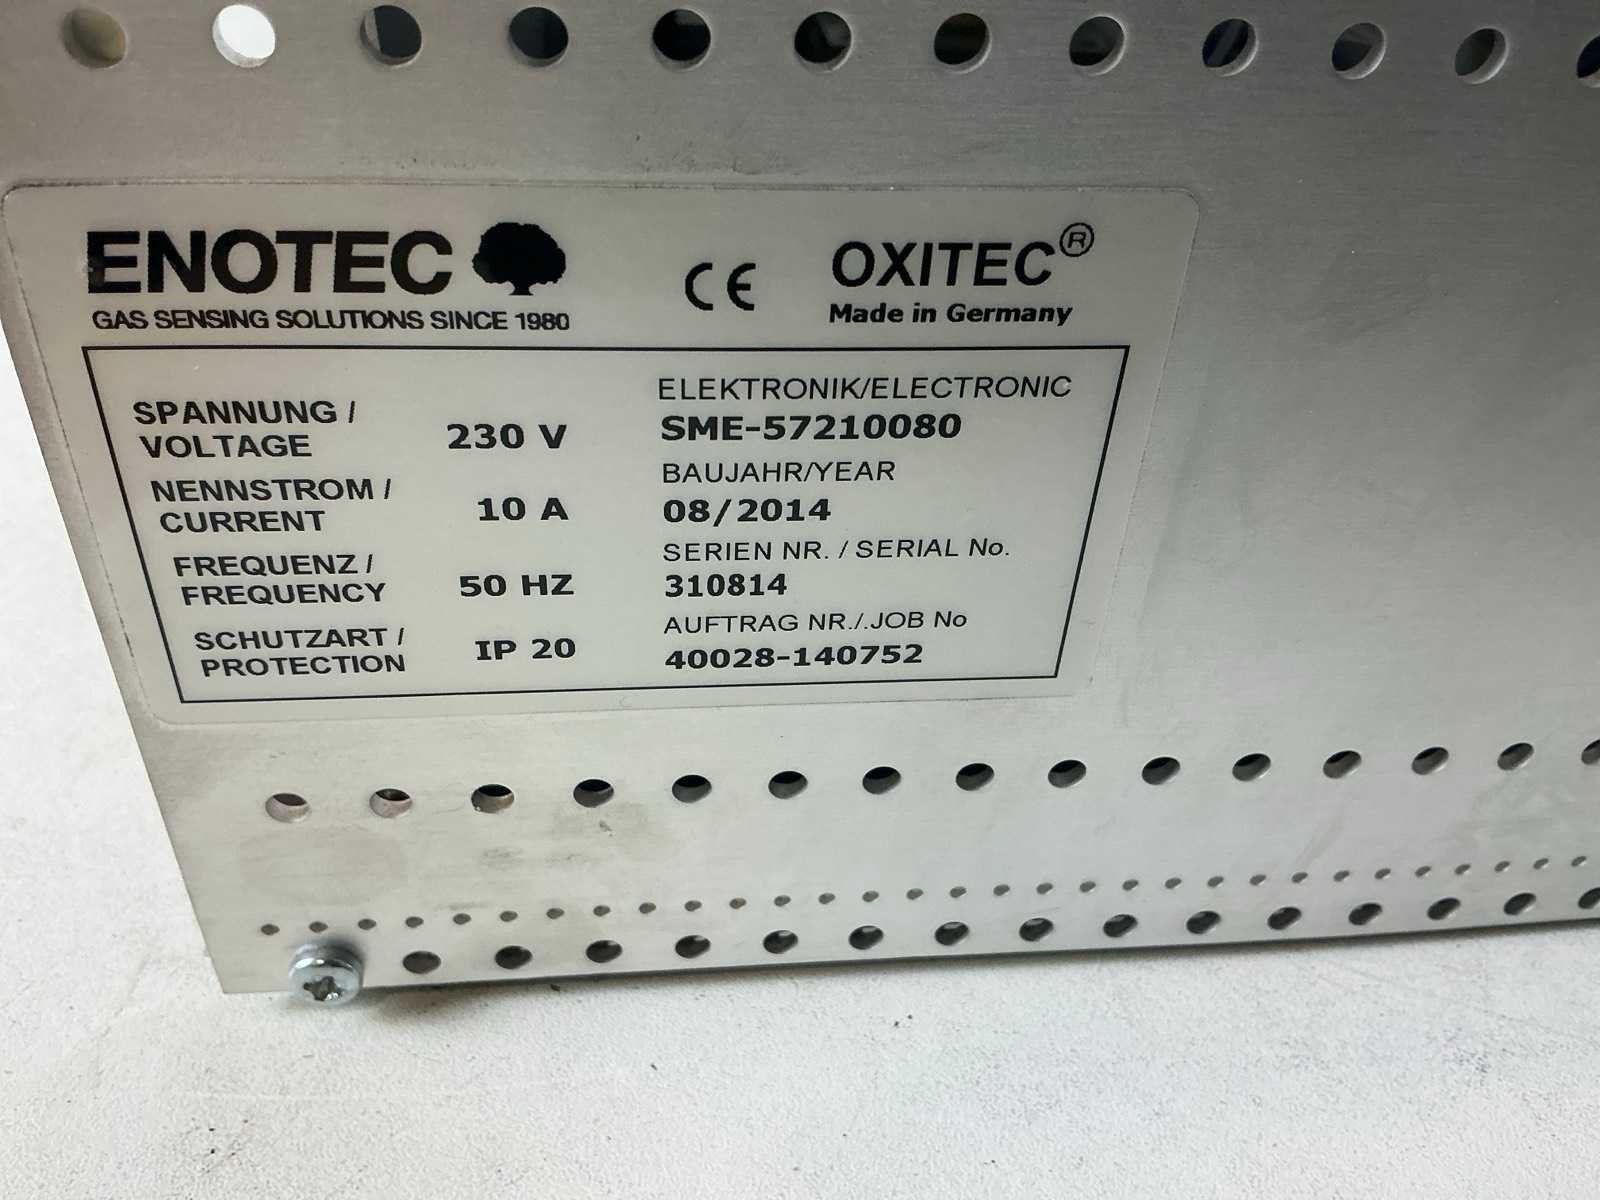 ENOTEC
GAS SENSING SOLUTIONS SINCE 1980
CE
OXITEC®
Made in Germany
SPANNUNG /
VOLTAGE 230 V
NENNSTROM /
CURRENT 10 A
FREQUENZ /
FREQUENCY 50 HZ
SCHUTZART /
PROTECTION IP 20
ELEKTRONIK/ELECTRONIC
SME-57210080
BAUJAHR/YEAR
08/2014
SERIEN NR. / SERIAL No.
310814
AUFTRAG NR./.JOB No
40028-140752